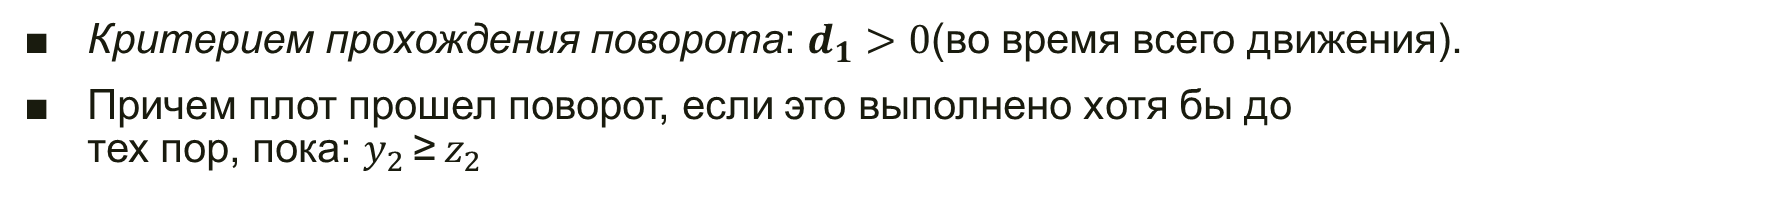 ▪ Критерием прохождения поворота: d₁ > 0(во время всего движения).
▪ Причем плот прошел поворот, если это выполнено хотя бы до
тех пор, пока: y₂ ≥ z₂